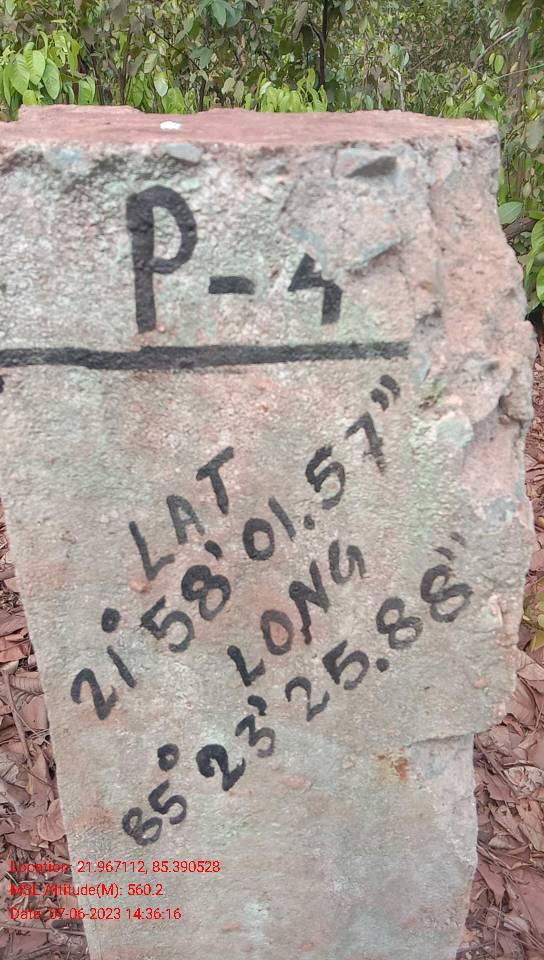 P-4
LAT
21° 58' 01.57"
LONG
85° 23' 25.88"
Location: 21.967112, 85.390528
MSL Altitude(M): 560.2
Date: 07-06-2023 14:36:16